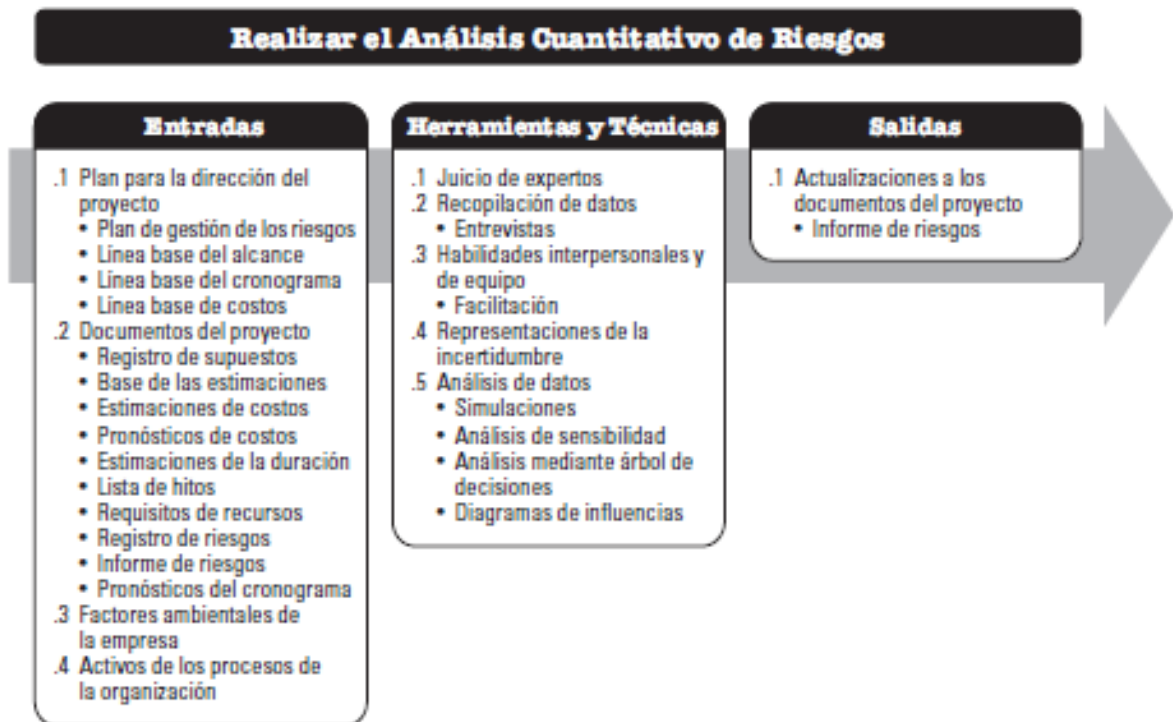 Realizar el Análisis Cuantitativo de Riesgos
Entradas
.1 Plan para la dirección del
proyecto
• Plan de gestión de los riesgos
• Línea base del alcance
• Línea base del cronograma
• Línea base de costos
.2 Documentos del proyecto
• Registro de supuestos
• Base de las estimaciones
• Estimaciones de costos
• Pronósticos de costos
• Estimaciones de la duración
• Lista de hitos
• Requisitos de recursos
• Registro de riesgos
• Informe de riesgos
• Pronósticos del cronograma
.3 Factores ambientales de
la empresa
.4 Activos de los procesos de
la organización
Herramientas y Técnicas
.1 Juicio de expertos
.2 Recopilación de datos
• Entrevistas
.3 Habilidades interpersonales y
de equipo
• Facilitación
.4 Representaciones de la
incertidumbre
.5 Análisis de datos
• Simulaciones
• Análisis de sensibilidad
• Análisis mediante árbol de
decisiones
• Diagramas de influencias
Salidas
.1 Actualizaciones a los
documentos del proyecto
• Informe de riesgos